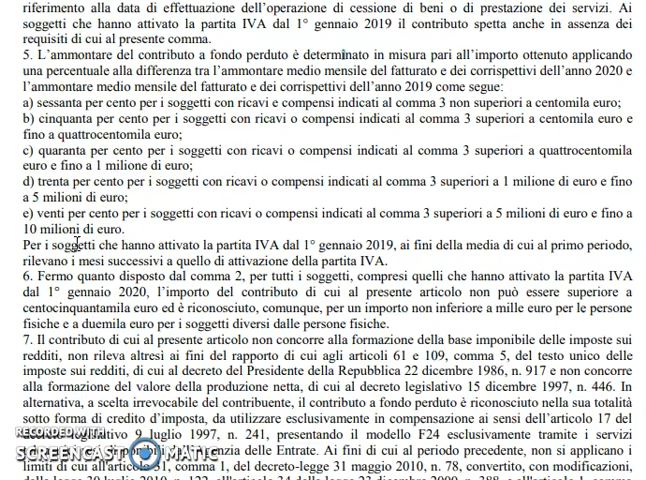 riferimento alla data di effettuazione dell'operazione di cessione di beni o di prestazione dei servizi. Ai
soggetti che hanno attivato la partita IVA dal 1° gennaio 2019 il contributo spetta anche in assenza dei
requisiti di cui al presente comma.
5. L'ammontare del contributo a fondo perduto è determinato in misura pari all'importo ottenuto applicando
una percentuale alla differenza tra l'ammontare medio mensile del fatturato e dei corrispettivi dell'anno 2020 e
l'ammontare medio mensile del fatturato e dei corrispettivi dell'anno 2019 come segue:
a) sessanta per cento per i soggetti con ricavi e compensi indicati al comma 3 non superiori a centomila euro;
b) cinquanta per cento per i soggetti con ricavi o compensi indicati al comma 3 superiori a centomila euro e
fino a quattrocentomila euro;
c) quaranta per cento per i soggetti con ricavi o compensi indicati al comma 3 superiori a quattrocentomila
euro e fino a 1 milione di euro;
d) trenta per cento per i soggetti con ricavi o compensi indicati al comma 3 superiori a 1 milione di euro e fino
a 5 milioni di euro;
e) venti per cento per i soggetti con ricavi o compensi indicati al comma 3 superiori a 5 milioni di euro e fino a
10 milioni di euro.
Per i soggetti che hanno attivato la partita IVA dal 1° gennaio 2019, ai fini della media di cui al primo periodo,
rilevano i mesi successivi a quello di attivazione della partita IVA.
6. Fermo quanto disposto dal comma 2, per tutti i soggetti, compresi quelli che hanno attivato la partita IVA
dal 1° gennaio 2020, l'importo del contributo di cui al presente articolo non può essere superiore a
centocinquantamila euro ed è riconosciuto, comunque, per un importo non inferiore a mille euro per le persone
fisiche e a duemila euro per i soggetti diversi dalle persone fisiche.
7. Il contributo di cui al presente articolo non concorre alla formazione della base imponibile delle imposte sui
redditi, non rileva altresì ai fini del rapporto di cui agli articoli 61 e 109, comma 5, del testo unico delle
imposte sui redditi, di cui al decreto del Presidente della Repubblica 22 dicembre 1986, n. 917 e non concorre
alla formazione del valore della produzione netta, di cui al decreto legislativo 15 dicembre 1997, n. 446. In
alternativa, a scelta irrevocabile del contribuente, il contributo a fondo perduto è riconosciuto nella sua totalità
sotto forma di credito d'imposta, da utilizzare esclusivamente in compensazione ai sensi dell'articolo 17 del
decreto legislativo 9 luglio 1997, n. 241, presentando il modello F24 esclusivamente tramite i servizi
dell'Agenzia delle Entrate. Ai fini di cui al periodo precedente, non si applicano i
limiti di cui all'articolo 31, comma 1, del decreto-legge 31 maggio 2010, n. 78, convertito, con modificazioni,
RECORDED WITH
SCREENCAST MATIC